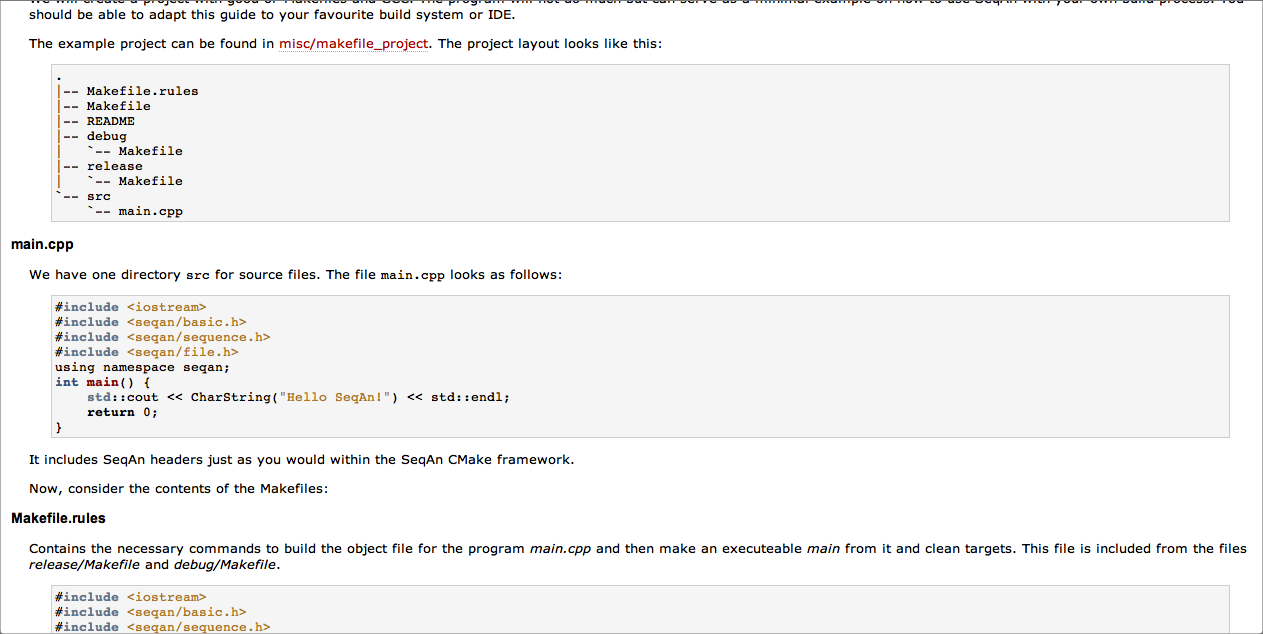 should be able to adapt this guide to your favourite build system or IDE.
The example project can be found in misc/makefile_project. The project layout looks like this:
.
|-- Makefile.rules
|-- Makefile
|-- README
|-- debug
|   `-- Makefile
|-- release
|   `-- Makefile
`-- src
    `-- main.cpp
main.cpp
We have one directory src for source files. The file main.cpp looks as follows:
#include <iostream>
#include <seqan/basic.h>
#include <seqan/sequence.h>
#include <seqan/file.h>
using namespace seqan;
int main() {
    std::cout << CharString("Hello SeqAn!") << std::endl;
    return 0;
}
It includes SeqAn headers just as you would within the SeqAn CMake framework.
Now, consider the contents of the Makefiles:
Makefile.rules
Contains the necessary commands to build the object file for the program main.cpp and then make an executeable main from it and clean targets. This file is included from the files
release/Makefile and debug/Makefile.
#include <iostream>
#include <seqan/basic.h>
#include <seqan/sequence.h>